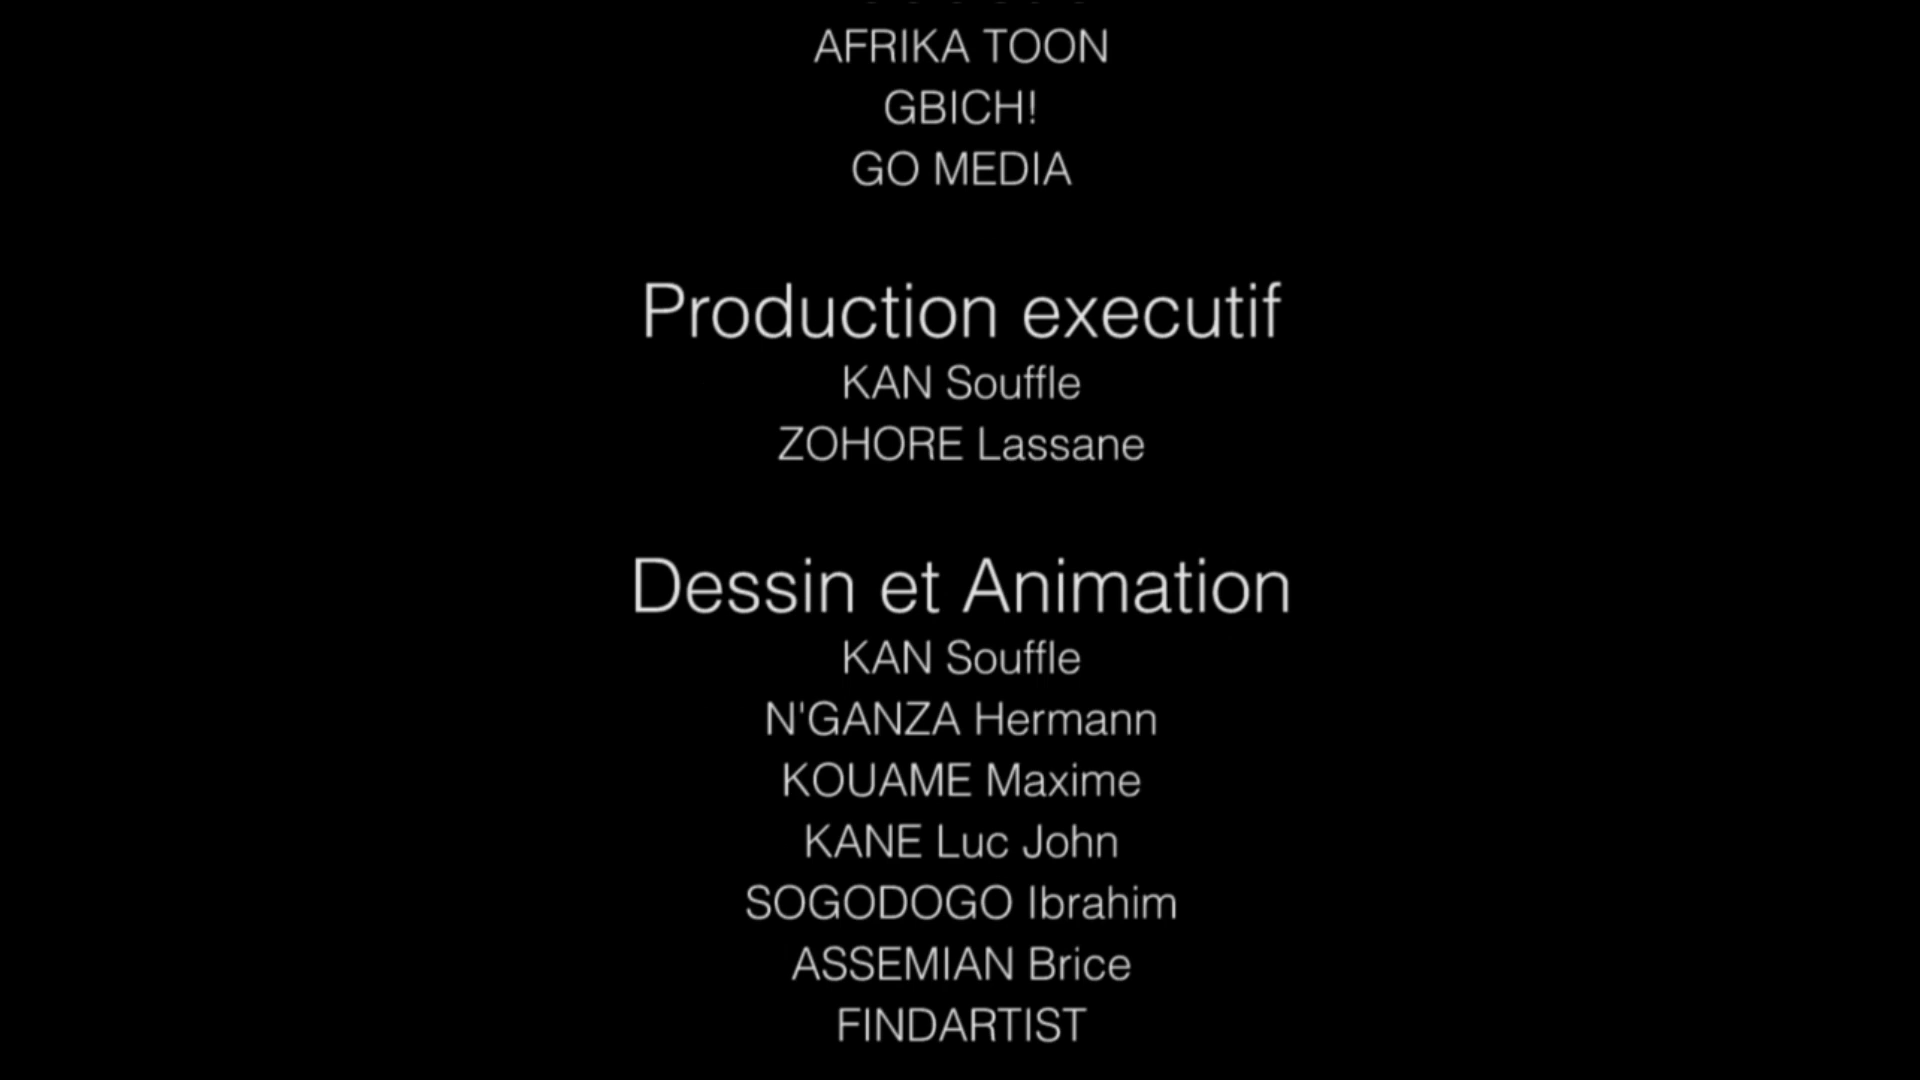 AFRIKA TOON
GBICH!
GO MEDIA
Production executif
KAN Souffle
ZOHORE Lassane
Dessin et Animation
KAN Souffle
N'GANZA Hermann
KOUAME Maxime
KANE Luc John
SOGODOGO Ibrahim
ASSEMIAN Brice
FINDARTIST